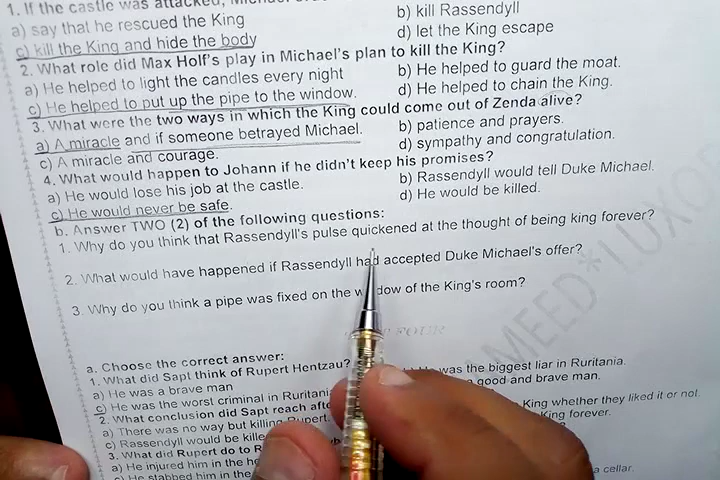 1. If the castle was attacked,
a) say that he rescued the King b) kill Rassendyll
c) kill the King and hide the body d) let the King escape
2. What role did Max Holf's play in Michael's plan to kill the King?
a) He helped to light the candles every night b) He helped to guard the moat.
c) He helped to put up the pipe to the window. d) He helped to chain the King.
3. What were the two ways in which the King could come out of Zenda alive?
a) A miracle and if someone betrayed Michael. b) patience and prayers.
c) A miracle and courage. d) sympathy and congratulation.
4. What would happen to Johann if he didn't keep his promises?
a) He would lose his job at the castle. b) Rassendyll would tell Duke Michael.
c) He would never be safe. d) He would be killed.
b. Answer TWO (2) of the following questions:
1. Why do you think that Rassendyll's pulse quickened at the thought of being king forever?
2. What would have happened if Rassendyll had accepted Duke Michael's offer?
3. Why do you think a pipe was fixed on the window of the King's room?
FOUR
a. Choose the correct answer:
1. What did Sapt think of Rupert Hentzau? was the biggest liar in Ruritania.
a) He was a brave man good and brave man.
c) He was the worst criminal in Ruritani
2. What conclusion did Sapt reach afte King whether they liked it or not.
a) There was no way but killing Rupert. King forever.
c) Rassendyll would be kille
3. What did Rupert do to R
a) He injured him in the he a cellar.
c) He stabbed him in the